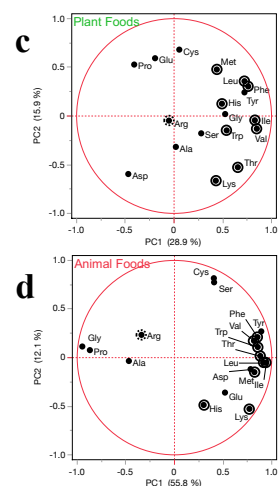 c
Plant Foods
1.0
0.5
0
-0.5
-1.0
PC2 (15.9 %)
Cys
Glu
Pro
Met
Leu
Phe
Tyr
His
Gly
Ile
Arg
Ser
Trp
Val
Ala
Thr
Asp
Lys
-1.0 -0.5 0 0.5 1.0
PC1 (28.9 %)
d
Animal Foods
1.0
0.5
0
-0.5
-1.0
PC2 (12.1 %)
Cys
Ser
Phe
Tyr
Val
Trp
Arg
Thr
Gly
Pro
Leu
Ala
Asp
Met
Ile
Glu
His
Lys
-1.0 -0.5 0 0.5 1.0
PC1 (55.8 %)